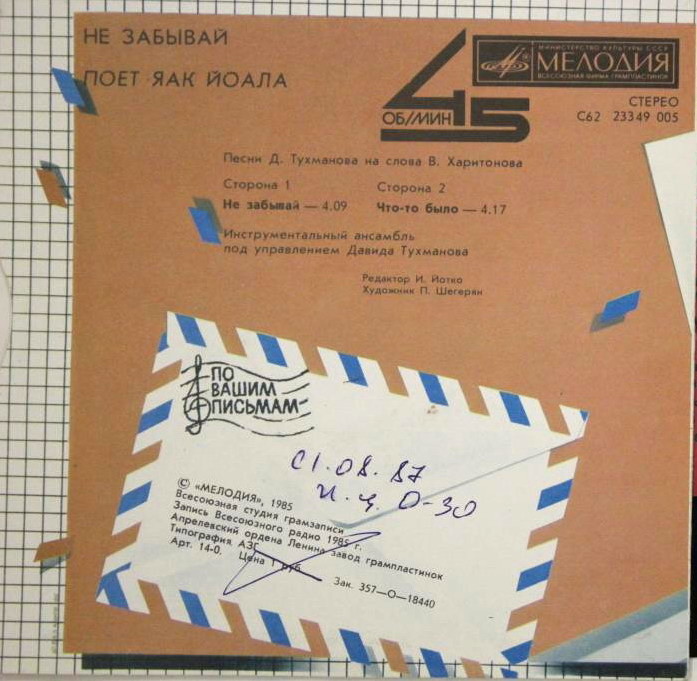 НЕ ЗАБЫВАЙ
ПОЕТ ЯАК ЙОАЛА
45
ОБ/МИН
МИНИСТЕРСТВО КУЛЬТУРЫ СССР
МЕЛОДИЯ
ВСЕСОЮЗНАЯ ФИРМА ГРАМПЛАСТИНОК
СТЕРЕО
С62 23349 005
Песни Д. Тухманова на слова В. Харитонова
Сторона 1
Не забывай — 4.09
Сторона 2
Что-то было — 4.17
Инструментальный ансамбль
под управлением Давида Тухманова
Редактор И. Йотко
Художник П. Шегерян
ПО
ВАШИМ
ПИСЬМАМ
01.08.87
и.ц. 0-30
© «МЕЛОДИЯ», 1985
Всесоюзная студия грамзаписи
Запись Всесоюзного радио 1985 г.
Апрелевский ордена Ленина завод грампластинок
Типография АЗГ
Арт. 14-0. Цена 1 руб.
Зак. 357—О—18440